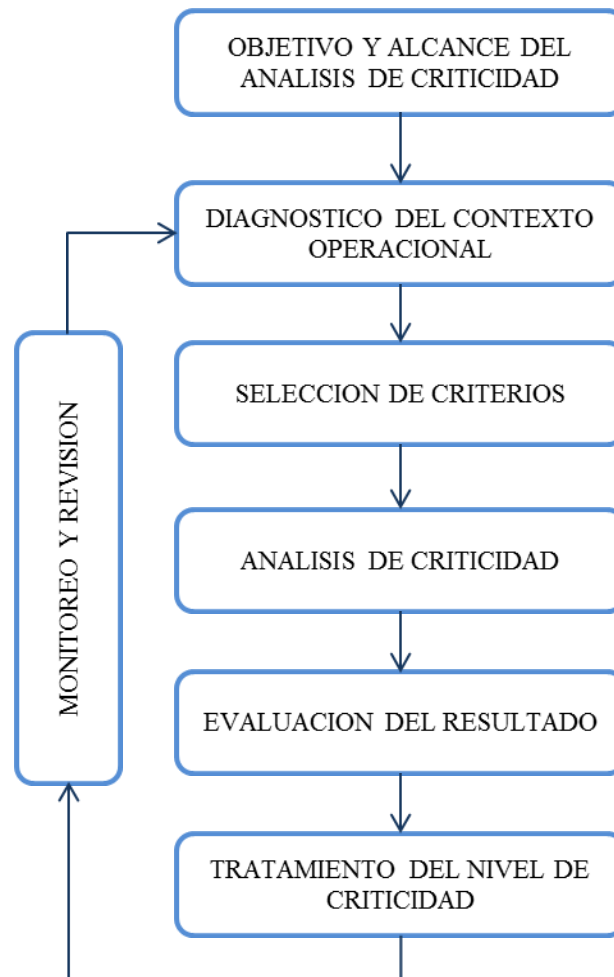 OBJETIVO Y ALCANCE DEL
ANALISIS DE CRITICIDAD
DIAGNOSTICO DEL CONTEXTO
OPERACIONAL
SELECCION DE CRITERIOS
ANALISIS DE CRITICIDAD
EVALUACION DEL RESULTADO
TRATAMIENTO DEL NIVEL DE
CRITICIDAD
MONITOREO Y REVISION